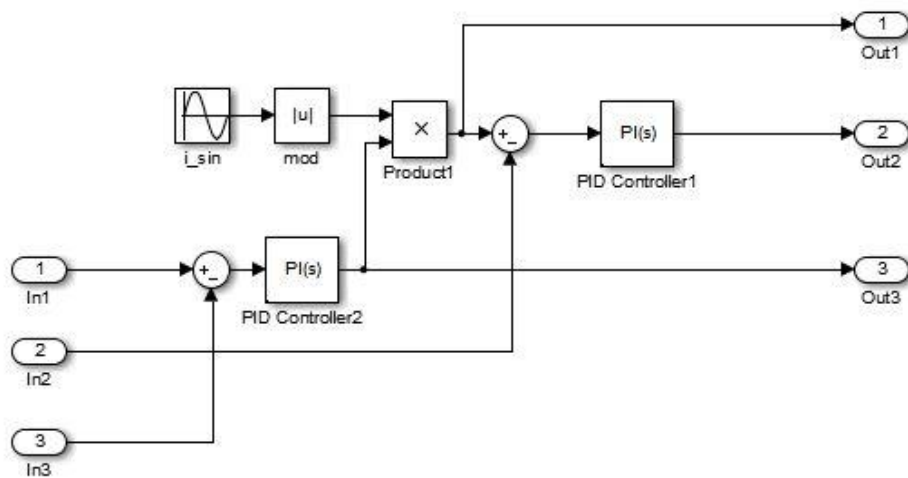 1
Out1
i_sin
|u|
mod
×
Product1
+
−
PI(s)
PID Controller1
2
Out2
1
In1
+
−
PI(s)
PID Controller2
3
Out3
2
In2
3
In3